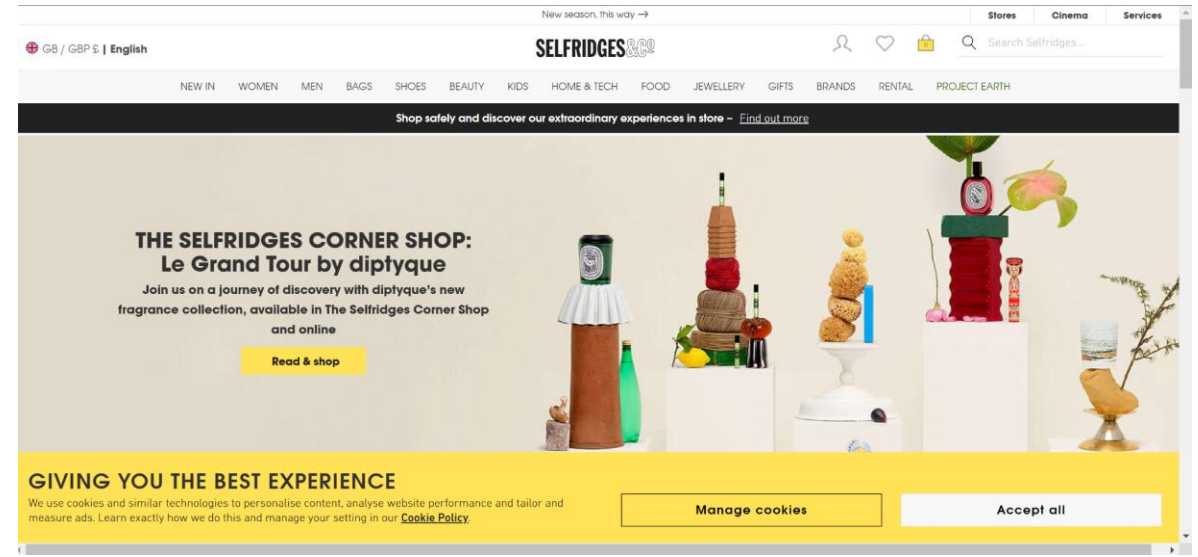 New season, this way →
Stores Cinema Services
GB / GBP £ | English
SELFRIDGES&CO
0
Search Selfridges...
NEW IN WOMEN MEN BAGS SHOES BEAUTY KIDS HOME & TECH FOOD JEWELLERY GIFTS BRANDS RENTAL PROJECT EARTH
Shop safely and discover our extraordinary experiences in store – Find out more
THE SELFRIDGES CORNER SHOP:
Le Grand Tour by diptyque
Join us on a journey of discovery with diptyque's new
fragrance collection, available in The Selfridges Corner Shop
and online
Read & shop
GIVING YOU THE BEST EXPERIENCE
We use cookies and similar technologies to personalise content, analyse website performance and tailor and
measure ads. Learn exactly how we do this and manage your setting in our Cookie Policy.
Manage cookies
Accept all